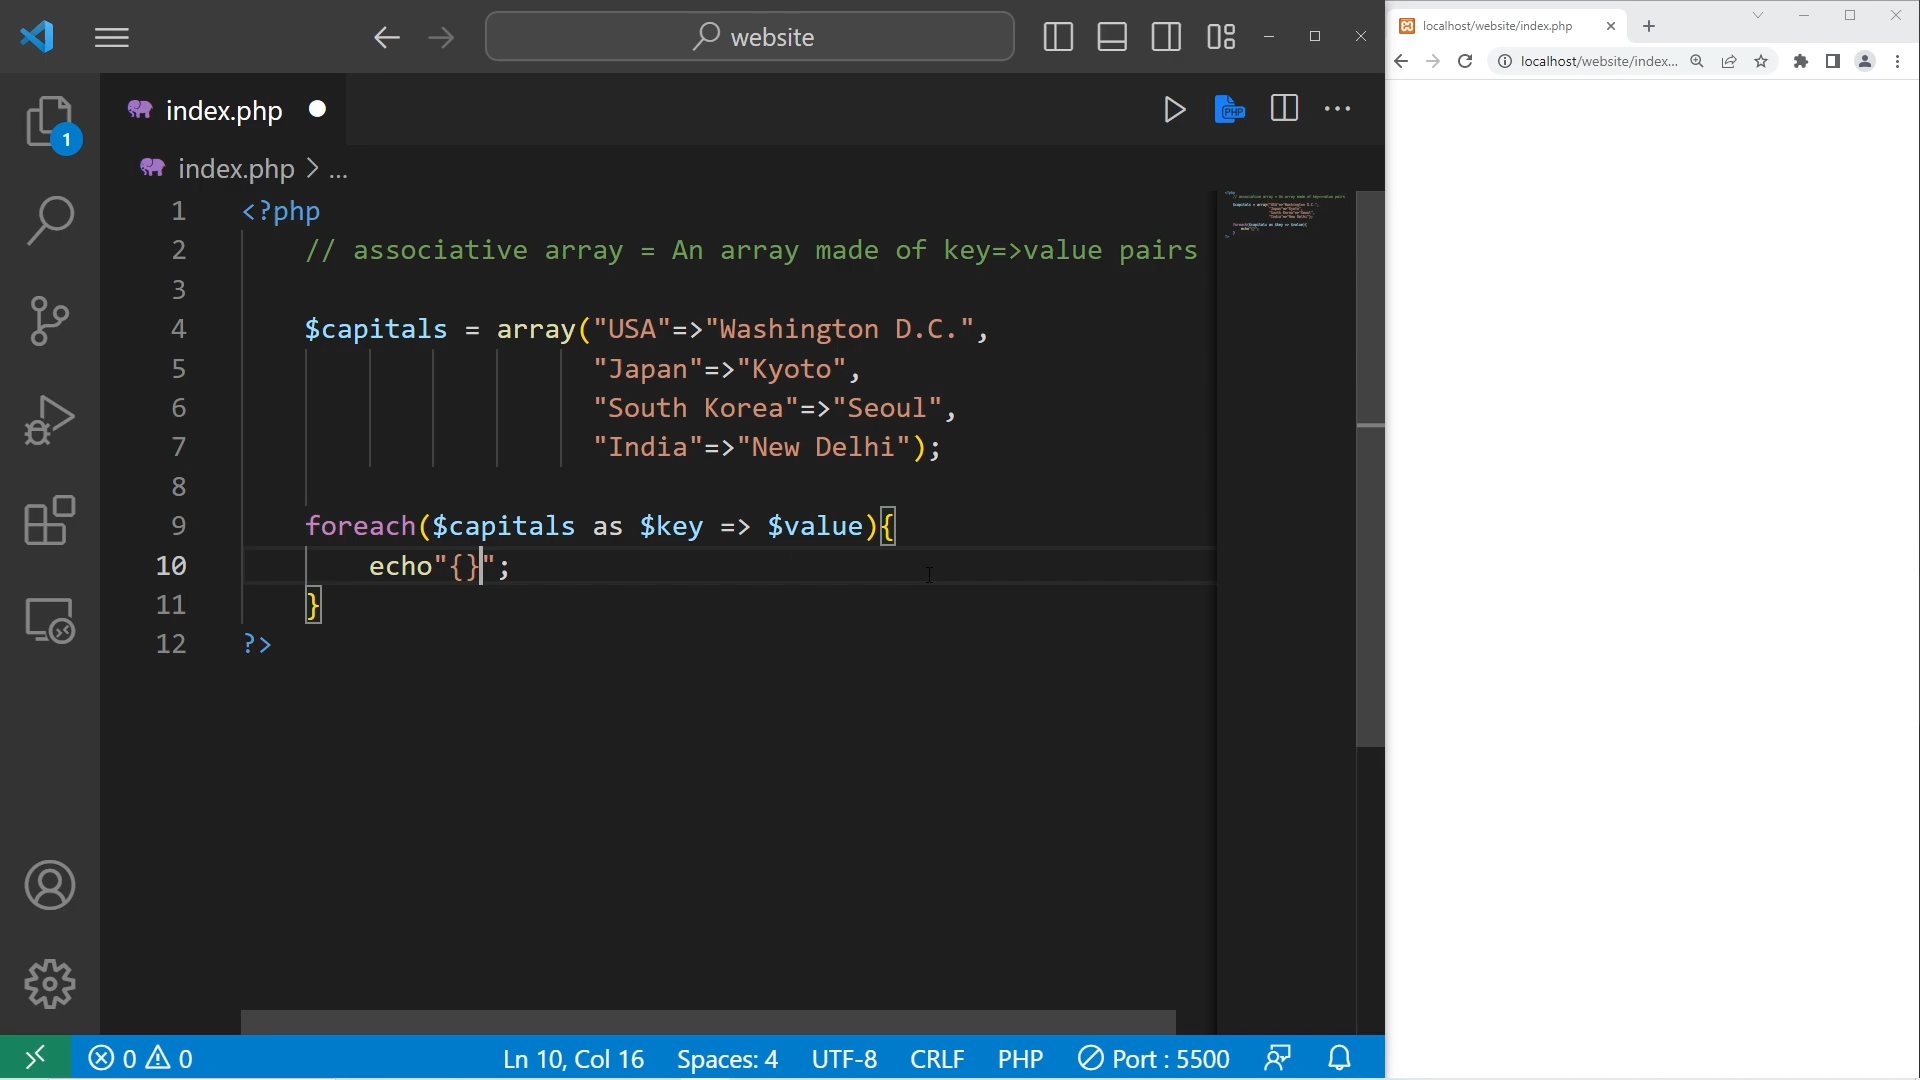 website
index.php
PHP
1
index.php > ...
1 <?php
2 // associative array = An array made of key=>value pairs
3
4 $capitals = array("USA"=>"Washington D.C.",
5 "Japan"=>"Kyoto",
6 "South Korea"=>"Seoul",
7 "India"=>"New Delhi");
8
9 foreach($capitals as $key => $value){
10 echo"{}";
11 }
12 ?>
0 0
Ln 10, Col 16 Spaces: 4 UTF-8 CRLF PHP Port : 5500
localhost/website/index.php
localhost/website/index...